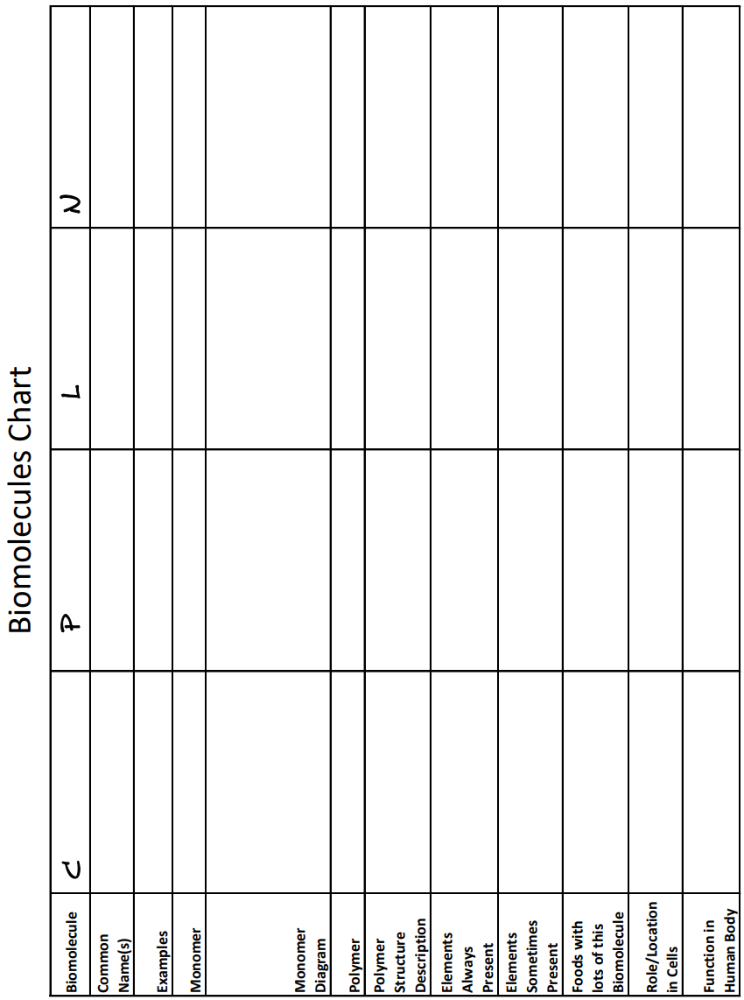 Biomolecules Chart
Biomolecule C P L N
Common
Name(s)
Examples
Monomer
Monomer
Diagram
Polymer
Polymer
Structure
Description
Elements
Always
Present
Elements
Sometimes
Present
Foods with
lots of this
Biomolecule
Role/Location
in Cells
Function in
Human Body